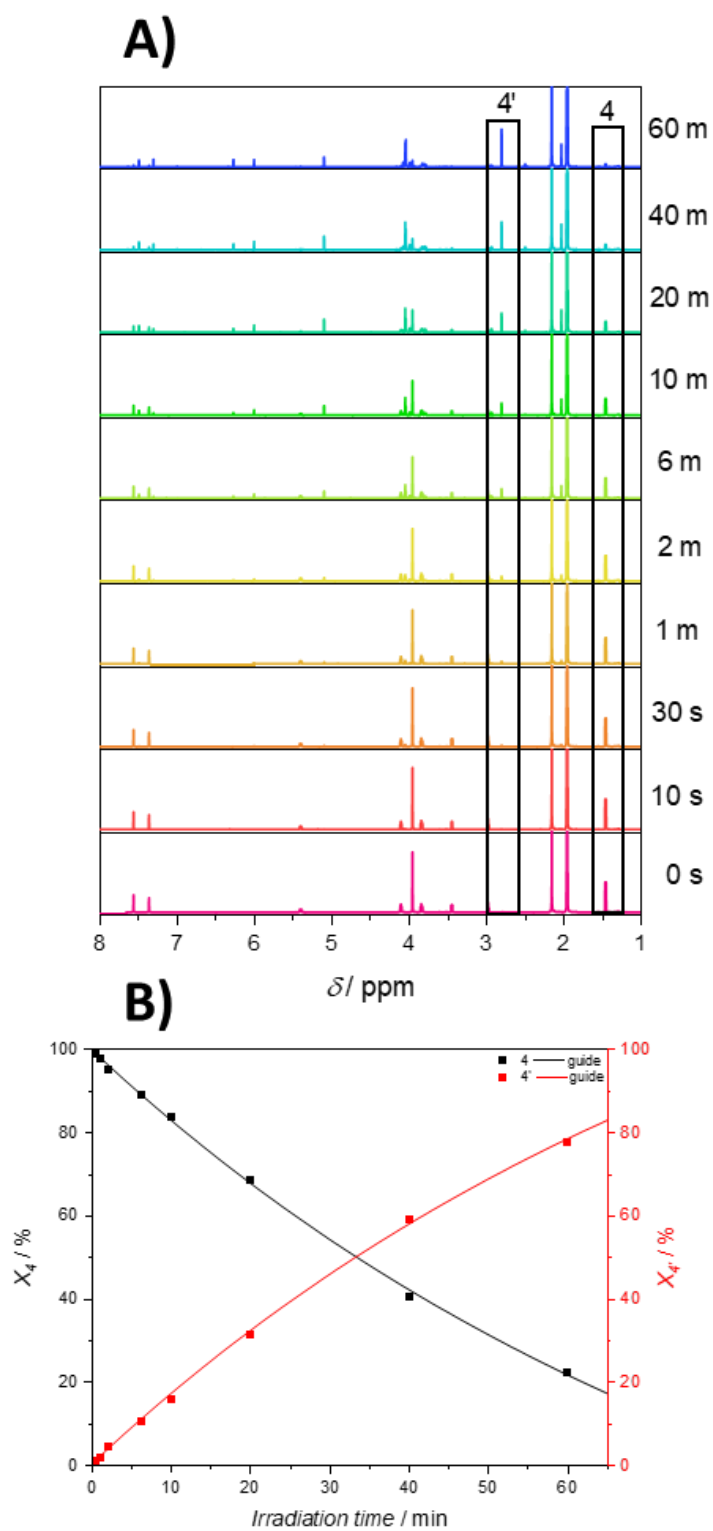 A)
4' 4
60 m
40 m
20 m
10 m
6 m
2 m
1 m
30 s
10 s
0 s
8 7 6 5 4 3 2 1
δ / ppm
B)
100 100
4 guide
4' guide
80 80
60 60
X₄ / % X₄' / %
40 40
20 20
0 0
0 10 20 30 40 50 60
Irradiation time / min